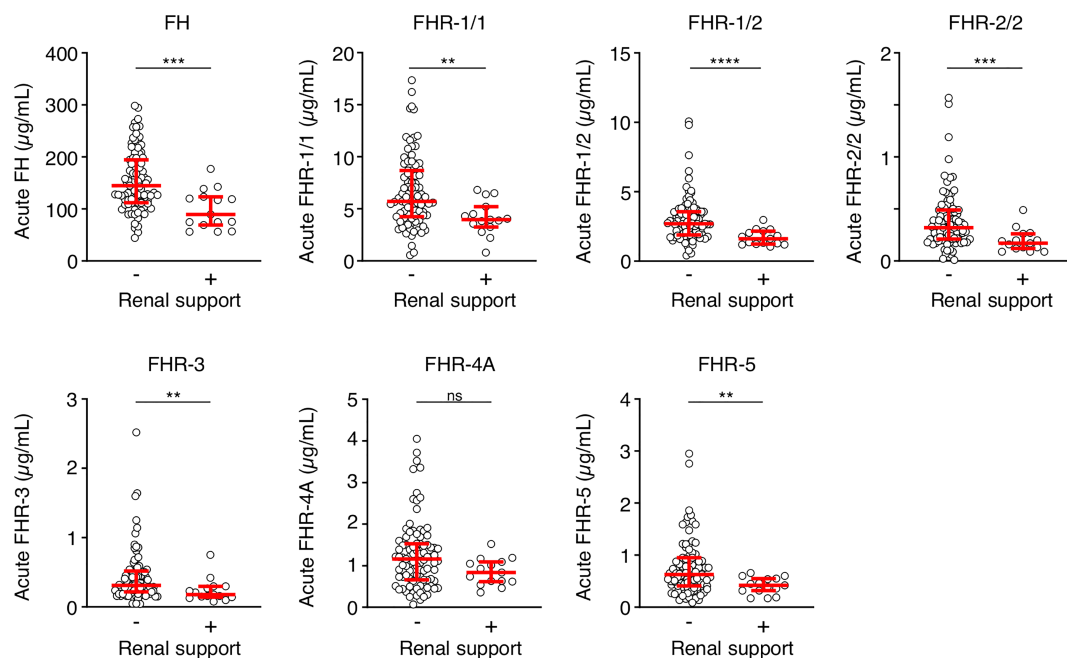 FH
Acute FH (µg/mL)
400
300
200
100
0
***
-
+
Renal support
FHR-1/1
Acute FHR-1/1 (µg/mL)
20
15
10
5
0
**
-
+
Renal support
FHR-1/2
Acute FHR-1/2 (µg/mL)
15
10
5
0
****
-
+
Renal support
FHR-2/2
Acute FHR-2/2 (µg/mL)
2
1
1
0
***
-
+
Renal support
FHR-3
Acute FHR-3 (µg/mL)
3
2
1
0
**
-
+
Renal support
FHR-4A
Acute FHR-4A (µg/mL)
5
4
3
2
1
0
ns
-
+
Renal support
FHR-5
Acute FHR-5 (µg/mL)
4
3
2
1
0
**
-
+
Renal support